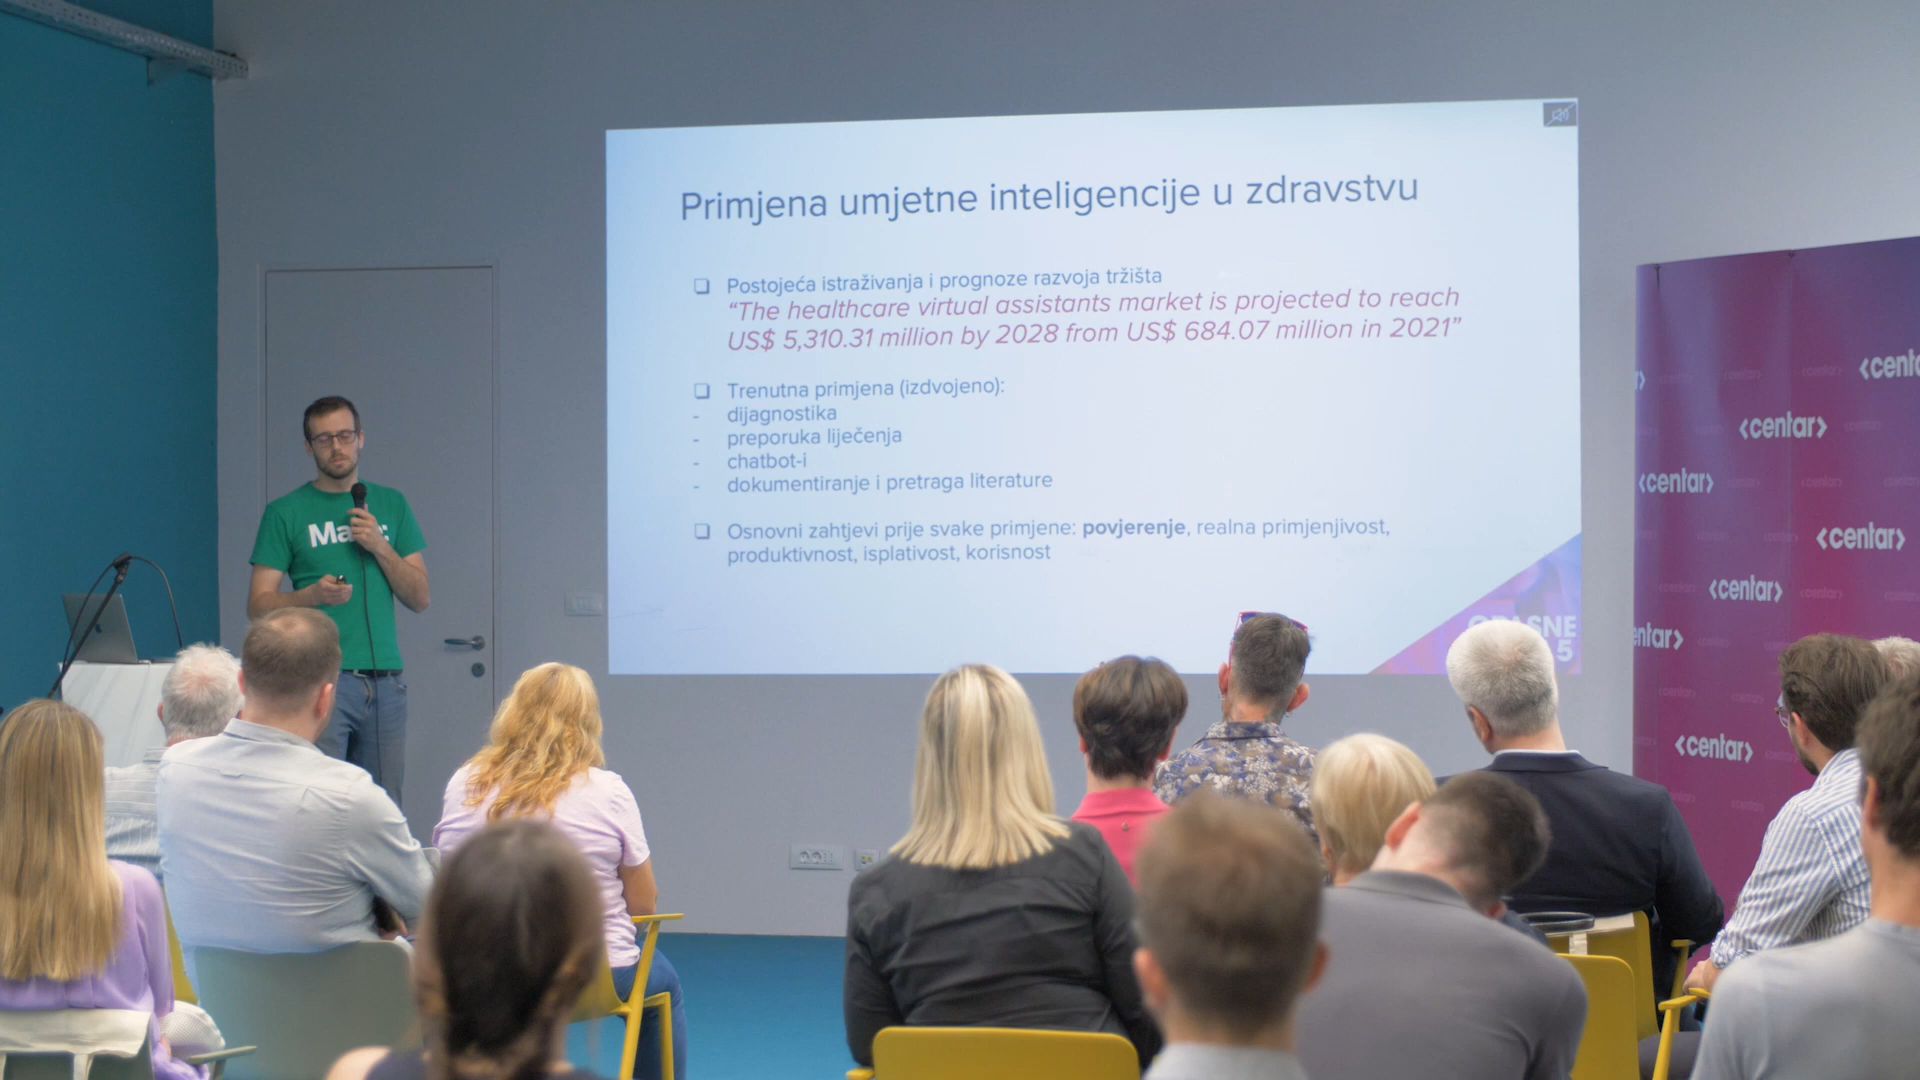 Primjena umjetne inteligencije u zdravstvu
Postojeća istraživanja i prognoze razvoja tržišta
“The healthcare virtual assistants market is projected to reach
US$ 5,310.31 million by 2028 from US$ 684.07 million in 2021”
Trenutna primjena (izdvojeno):
- dijagnostika
- preporuka liječenja
- chatbot-i
- dokumentiranje i pretraga literature
Osnovni zahtjevi prije svake primjene: povjerenje, realna primjenjivost,
produktivnost, isplativost, korisnost
5
<centar>
<centar>
<centar>
<centar>
<centar>